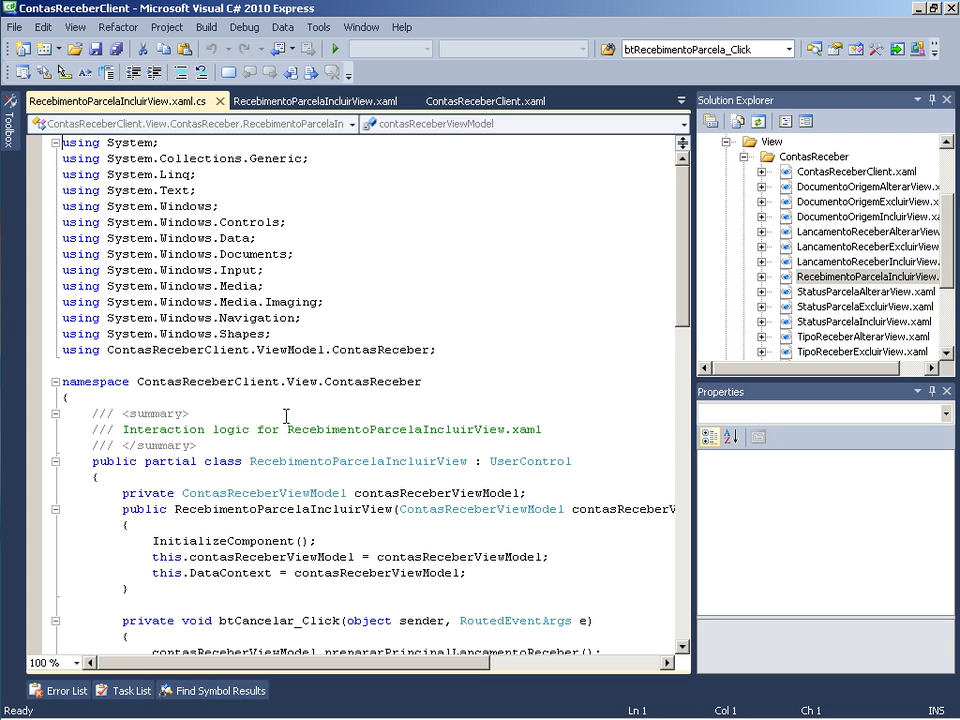 ContasReceberClient - Microsoft Visual C# 2010 Express
File Edit View Refactor Project Build Debug Data Tools Window Help
btRecebimentoParcela_Click
RecebimentoParcelaIncluirView.xaml.cs RecebimentoParcelaIncluirView.xaml ContasReceberClient.xaml
ContasReceberClient.View.ContasReceber.RecebimentoParcelaIn contasReceberViewModel
Toolbox
using System;
using System.Collections.Generic;
using System.Linq;
using System.Text;
using System.Windows;
using System.Windows.Controls;
using System.Windows.Data;
using System.Windows.Documents;
using System.Windows.Input;
using System.Windows.Media;
using System.Windows.Media.Imaging;
using System.Windows.Navigation;
using System.Windows.Shapes;
using ContasReceberClient.ViewModel.ContasReceber;
namespace ContasReceberClient.View.ContasReceber
{
/// <summary>
/// Interaction logic for RecebimentoParcelaIncluirView.xaml
/// </summary>
public partial class RecebimentoParcelaIncluirView : UserControl
{
private ContasReceberViewModel contasReceberViewModel;
public RecebimentoParcelaIncluirView(ContasReceberViewModel contasReceberV
{
InitializeComponent();
this.contasReceberViewModel = contasReceberViewModel;
this.DataContext = contasReceberViewModel;
}
private void btCancelar_Click(object sender, RoutedEventArgs e)
{
contasReceberViewModel.prepararPrincipalLancamentoReceber();
100 %
Solution Explorer
View
ContasReceber
ContasReceberClient.xaml
DocumentoOrigemAlterarView.x
DocumentoOrigemExcluirView.x
DocumentoOrigemIncluirView.xa
LancamentoReceberAlterarView
LancamentoReceberExcluirView
LancamentoReceberIncluirView.
RecebimentoParcelaIncluirView.
StatusParcelaAlterarView.xaml
StatusParcelaExcluirView.xaml
StatusParcelaIncluirView.xaml
TipoReceberAlterarView.xaml
TipoReceberExcluirView.xaml
Properties
Error List Task List Find Symbol Results
Ready Ln 1 Col 1 Ch 1 INS